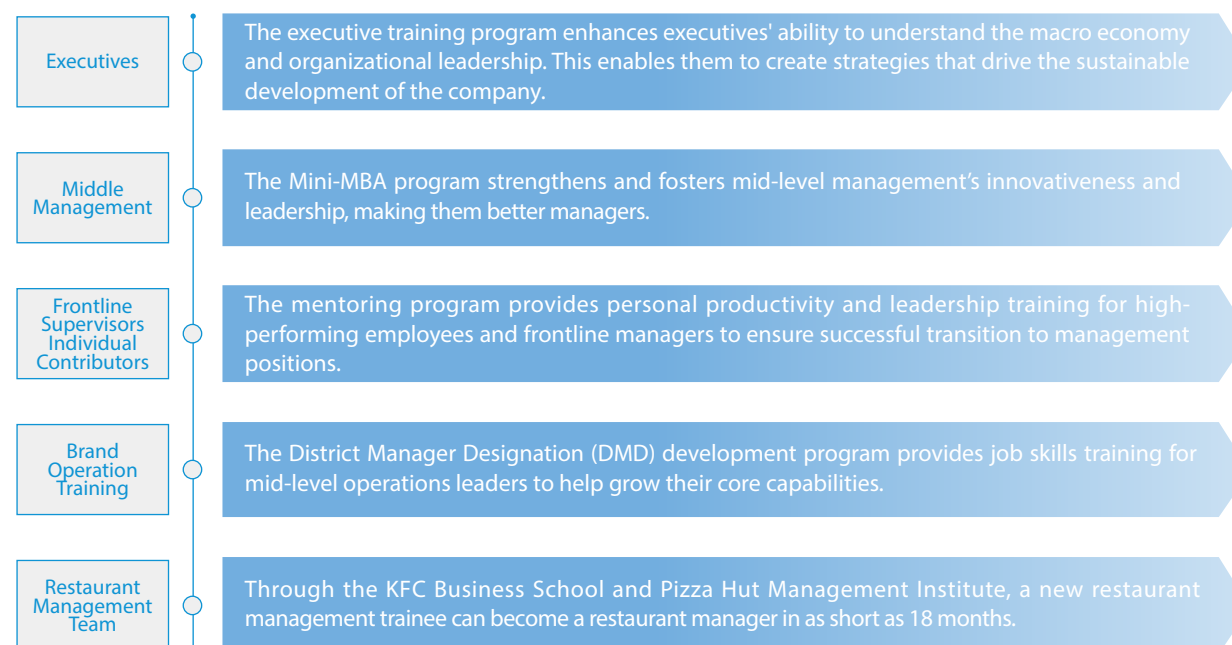 Executives
The executive training program enhances executives' ability to understand the macro economy
and organizational leadership. This enables them to create strategies that drive the sustainable
development of the company.
Middle
Management
The Mini-MBA program strengthens and fosters mid-level management’s innovativeness and
leadership, making them better managers.
Frontline
Supervisors
Individual
Contributors
The mentoring program provides personal productivity and leadership training for high-
performing employees and frontline managers to ensure successful transition to management
positions.
Brand
Operation
Training
The District Manager Designation (DMD) development program provides job skills training for
mid-level operations leaders to help grow their core capabilities.
Restaurant
Management
Team
Through the KFC Business School and Pizza Hut Management Institute, a new restaurant
management trainee can become a restaurant manager in as short as 18 months.